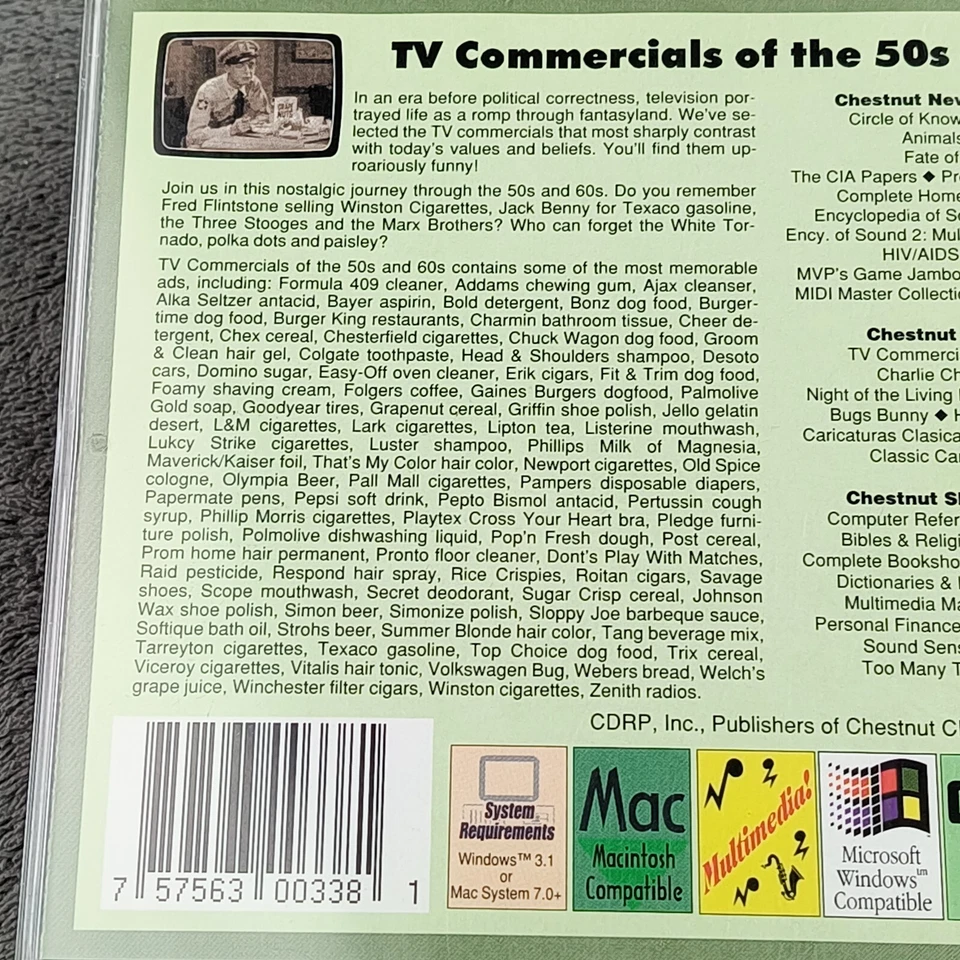 TV Commercials of the 50s
In an era before political correctness, television por-
trayed life as a romp through fantasyland. We've se-
lected the TV commercials that most sharply contrast
with today's values and beliefs. You'll find them up-
roariously funny!
Join us in this nostalgic journey through the 50s and 60s. Do you remember
Fred Flintstone selling Winston Cigarettes, Jack Benny for Texaco gasoline,
the Three Stooges and the Marx Brothers? Who can forget the White Tor-
nado, polka dots and paisley?
TV Commercials of the 50s and 60s contains some of the most memorable
ads, including: Formula 409 cleaner, Addams chewing gum, Ajax cleanser,
Alka Seltzer antacid, Bayer aspirin, Bold detergent, Bonz dog food, Burger-
time dog food, Burger King restaurants, Charmin bathroom tissue, Cheer de-
tergent, Chex cereal, Chesterfield cigarettes, Chuck Wagon dog food, Groom
& Clean hair gel, Colgate toothpaste, Head & Shoulders shampoo, Desoto
cars, Domino sugar, Easy-Off oven cleaner, Erik cigars, Fit & Trim dog food,
Foamy shaving cream, Folgers coffee, Gaines Burgers dogfood, Palmolive
Gold soap, Goodyear tires, Grapenut cereal, Griffin shoe polish, Jello gelatin
desert, L&M cigarettes, Lark cigarettes, Lipton tea, Listerine mouthwash,
Lukcy Strike cigarettes, Luster shampoo, Phillips Milk of Magnesia,
Maverick/Kaiser foil, That's My Color hair color, Newport cigarettes, Old Spice
cologne, Olympia Beer, Pall Mall cigarettes, Pampers disposable diapers,
Papermate pens, Pepsi soft drink, Pepto Bismol antacid, Pertussin cough
syrup, Phillip Morris cigarettes, Playtex Cross Your Heart bra, Pledge furni-
ture polish, Polmolive dishwashing liquid, Pop'n Fresh dough, Post cereal,
Prom home hair permanent, Pronto floor cleaner, Dont's Play With Matches,
Raid pesticide, Respond hair spray, Rice Crispies, Roitan cigars, Savage
shoes, Scope mouthwash, Secret deodorant, Sugar Crisp cereal, Johnson
Wax shoe polish, Simon beer, Simonize polish, Sloppy Joe barbeque sauce,
Softique bath oil, Strohs beer, Summer Blonde hair color, Tang beverage mix,
Tarreyton cigarettes, Texaco gasoline, Top Choice dog food, Trix cereal,
Viceroy cigarettes, Vitalis hair tonic, Volkswagen Bug, Webers bread, Welch's
grape juice, Winchester filter cigars, Winston cigarettes, Zenith radios.
Chestnut New
Circle of Know
Animals
Fate of
The CIA Papers ◆ Pr
Complete Home
Encyclopedia of S
Ency. of Sound 2: Mul
HIV/AIDS
MVP's Game Jambo
MIDI Master Collecti
Chestnut
TV Commerci
Charlie Ch
Night of the Living
Bugs Bunny ◆ H
Caricaturas Clasica
Classic Car
Chestnut S
Computer Refer
Bibles & Relig
Complete Booksho
Dictionaries &
Multimedia Ma
Personal Finance
Sound Sens
Too Many T
CDRP, Inc., Publishers of Chestnut C
7 57563 00338 1
System
Requirements
Windows™ 3.1
or
Mac System 7.0+
Mac
Macintosh
Compatible
Multimedia!
Microsoft
Windows™
Compatible